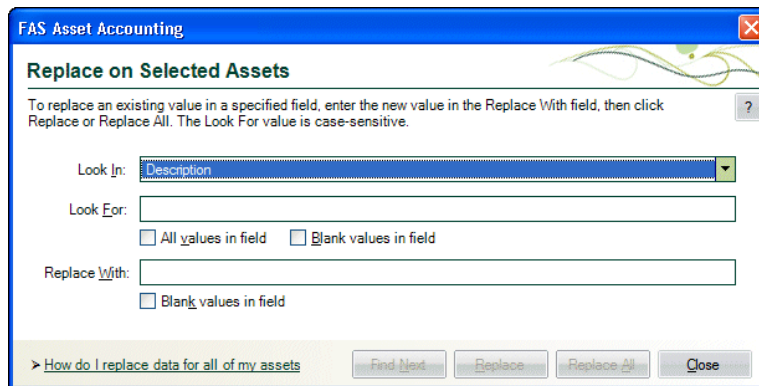 FAS Asset Accounting
Replace on Selected Assets
To replace an existing value in a specified field, enter the new value in the Replace With field, then click
Replace or Replace All. The Look For value is case-sensitive.
?
Look In: Description
Look For:
All values in field Blank values in field
Replace With:
Blank values in field
➤ How do I replace data for all of my assets Find Next Replace Replace All Close